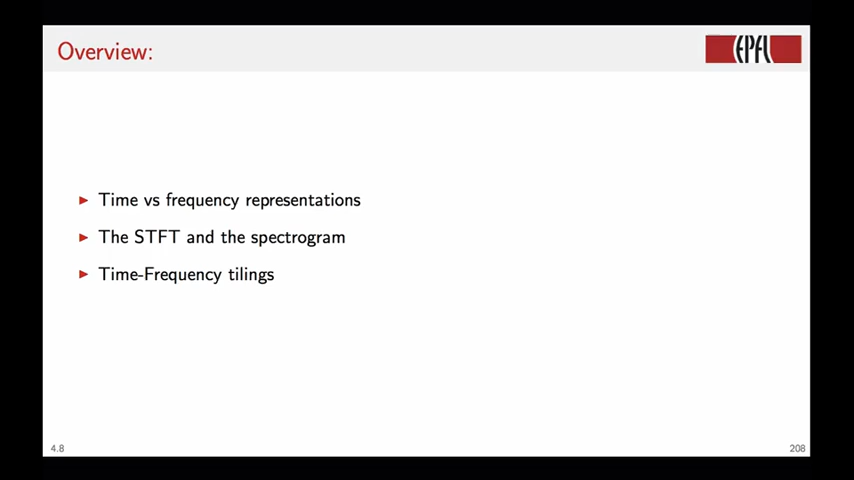 Overview:
EPFL
Time vs frequency representations
The STFT and the spectrogram
Time-Frequency tilings
4.8
208